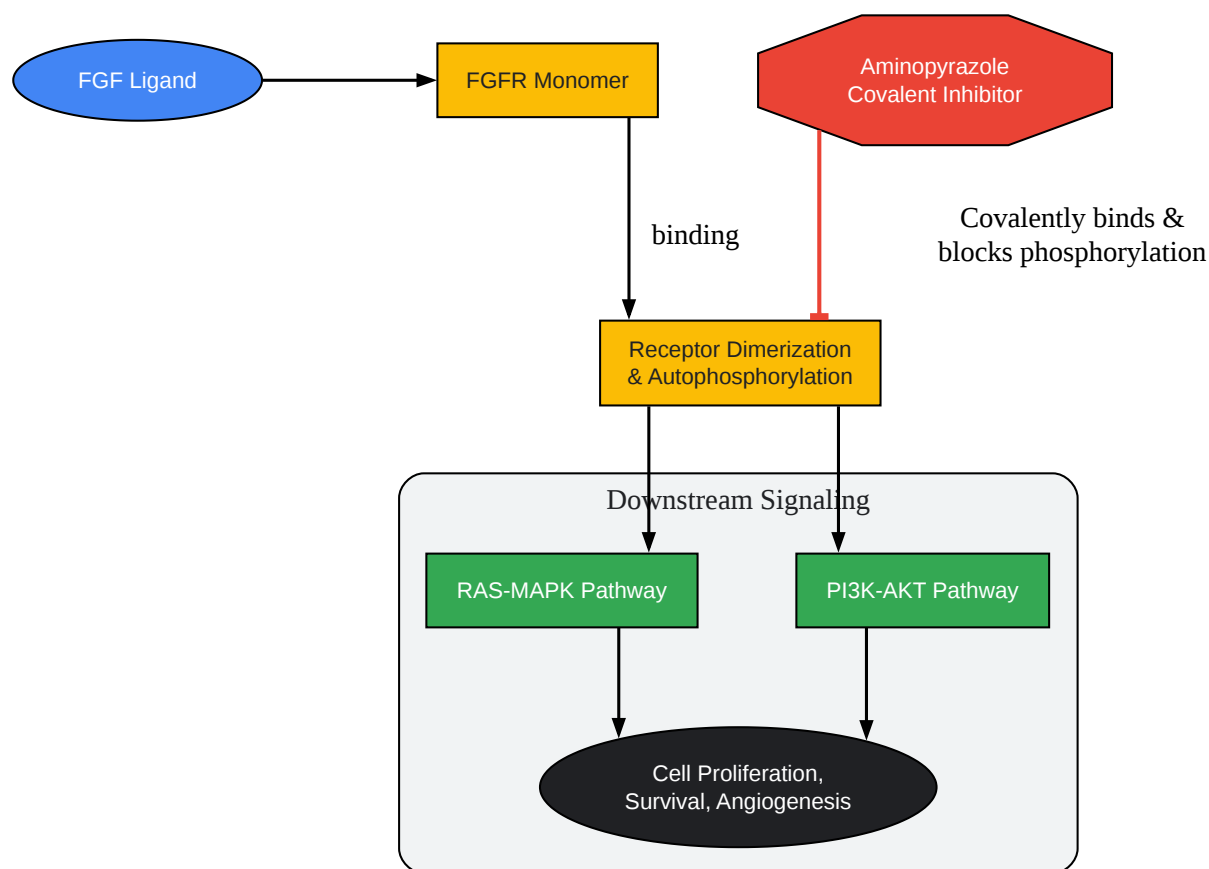 FGF Ligand
FGFR Monomer
Aminopyrazole
Covalent Inhibitor
binding
Covalently binds &
blocks phosphorylation
Receptor Dimerization
& Autophosphorylation
Downstream Signaling
RAS-MAPK Pathway
PI3K-AKT Pathway
Cell Proliferation,
Survival, Angiogenesis